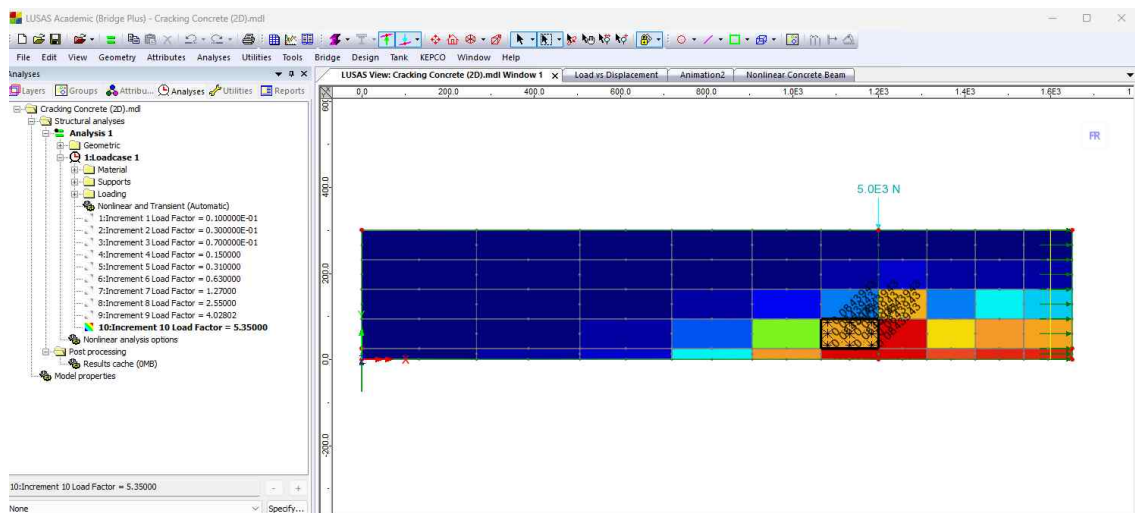 LUSAS Academic (Bridge Plus) - Cracking Concrete (2D).mdl
File Edit View Geometry Attributes Analyses Utilities Tools Bridge Design Tank KEPCO Window Help
Analyses
Layers Groups Attribu... Analyses Utilities Reports
Cracking Concrete (2D).mdl
Structural analyses
Analysis 1
Geometric
1:Loadcase 1
Material
Supports
Loading
Nonlinear and Transient (Automatic)
1:Increment 1 Load Factor = 0.100000E-01
2:Increment 2 Load Factor = 0.300000E-01
3:Increment 3 Load Factor = 0.700000E-01
4:Increment 4 Load Factor = 0.150000
5:Increment 5 Load Factor = 0.310000
6:Increment 6 Load Factor = 0.630000
7:Increment 7 Load Factor = 1.27000
8:Increment 8 Load Factor = 2.55000
9:Increment 9 Load Factor = 4.02802
10:Increment 10 Load Factor = 5.35000
Nonlinear analysis options
Post processing
Results cache (0MB)
Model properties
10:Increment 10 Load Factor = 5.35000
None Specify...
LUSAS View: Cracking Concrete (2D).mdl Window 1 x Load vs Displacement Animation2 Nonlinear Concrete Beam
0.0 200.0 400.0 600.0 800.0 1.0E3 1.2E3 1.4E3 1.6E3 1
600
400.0
200.0
0.0
-200.0
FR
5.0E3 N
Y
X